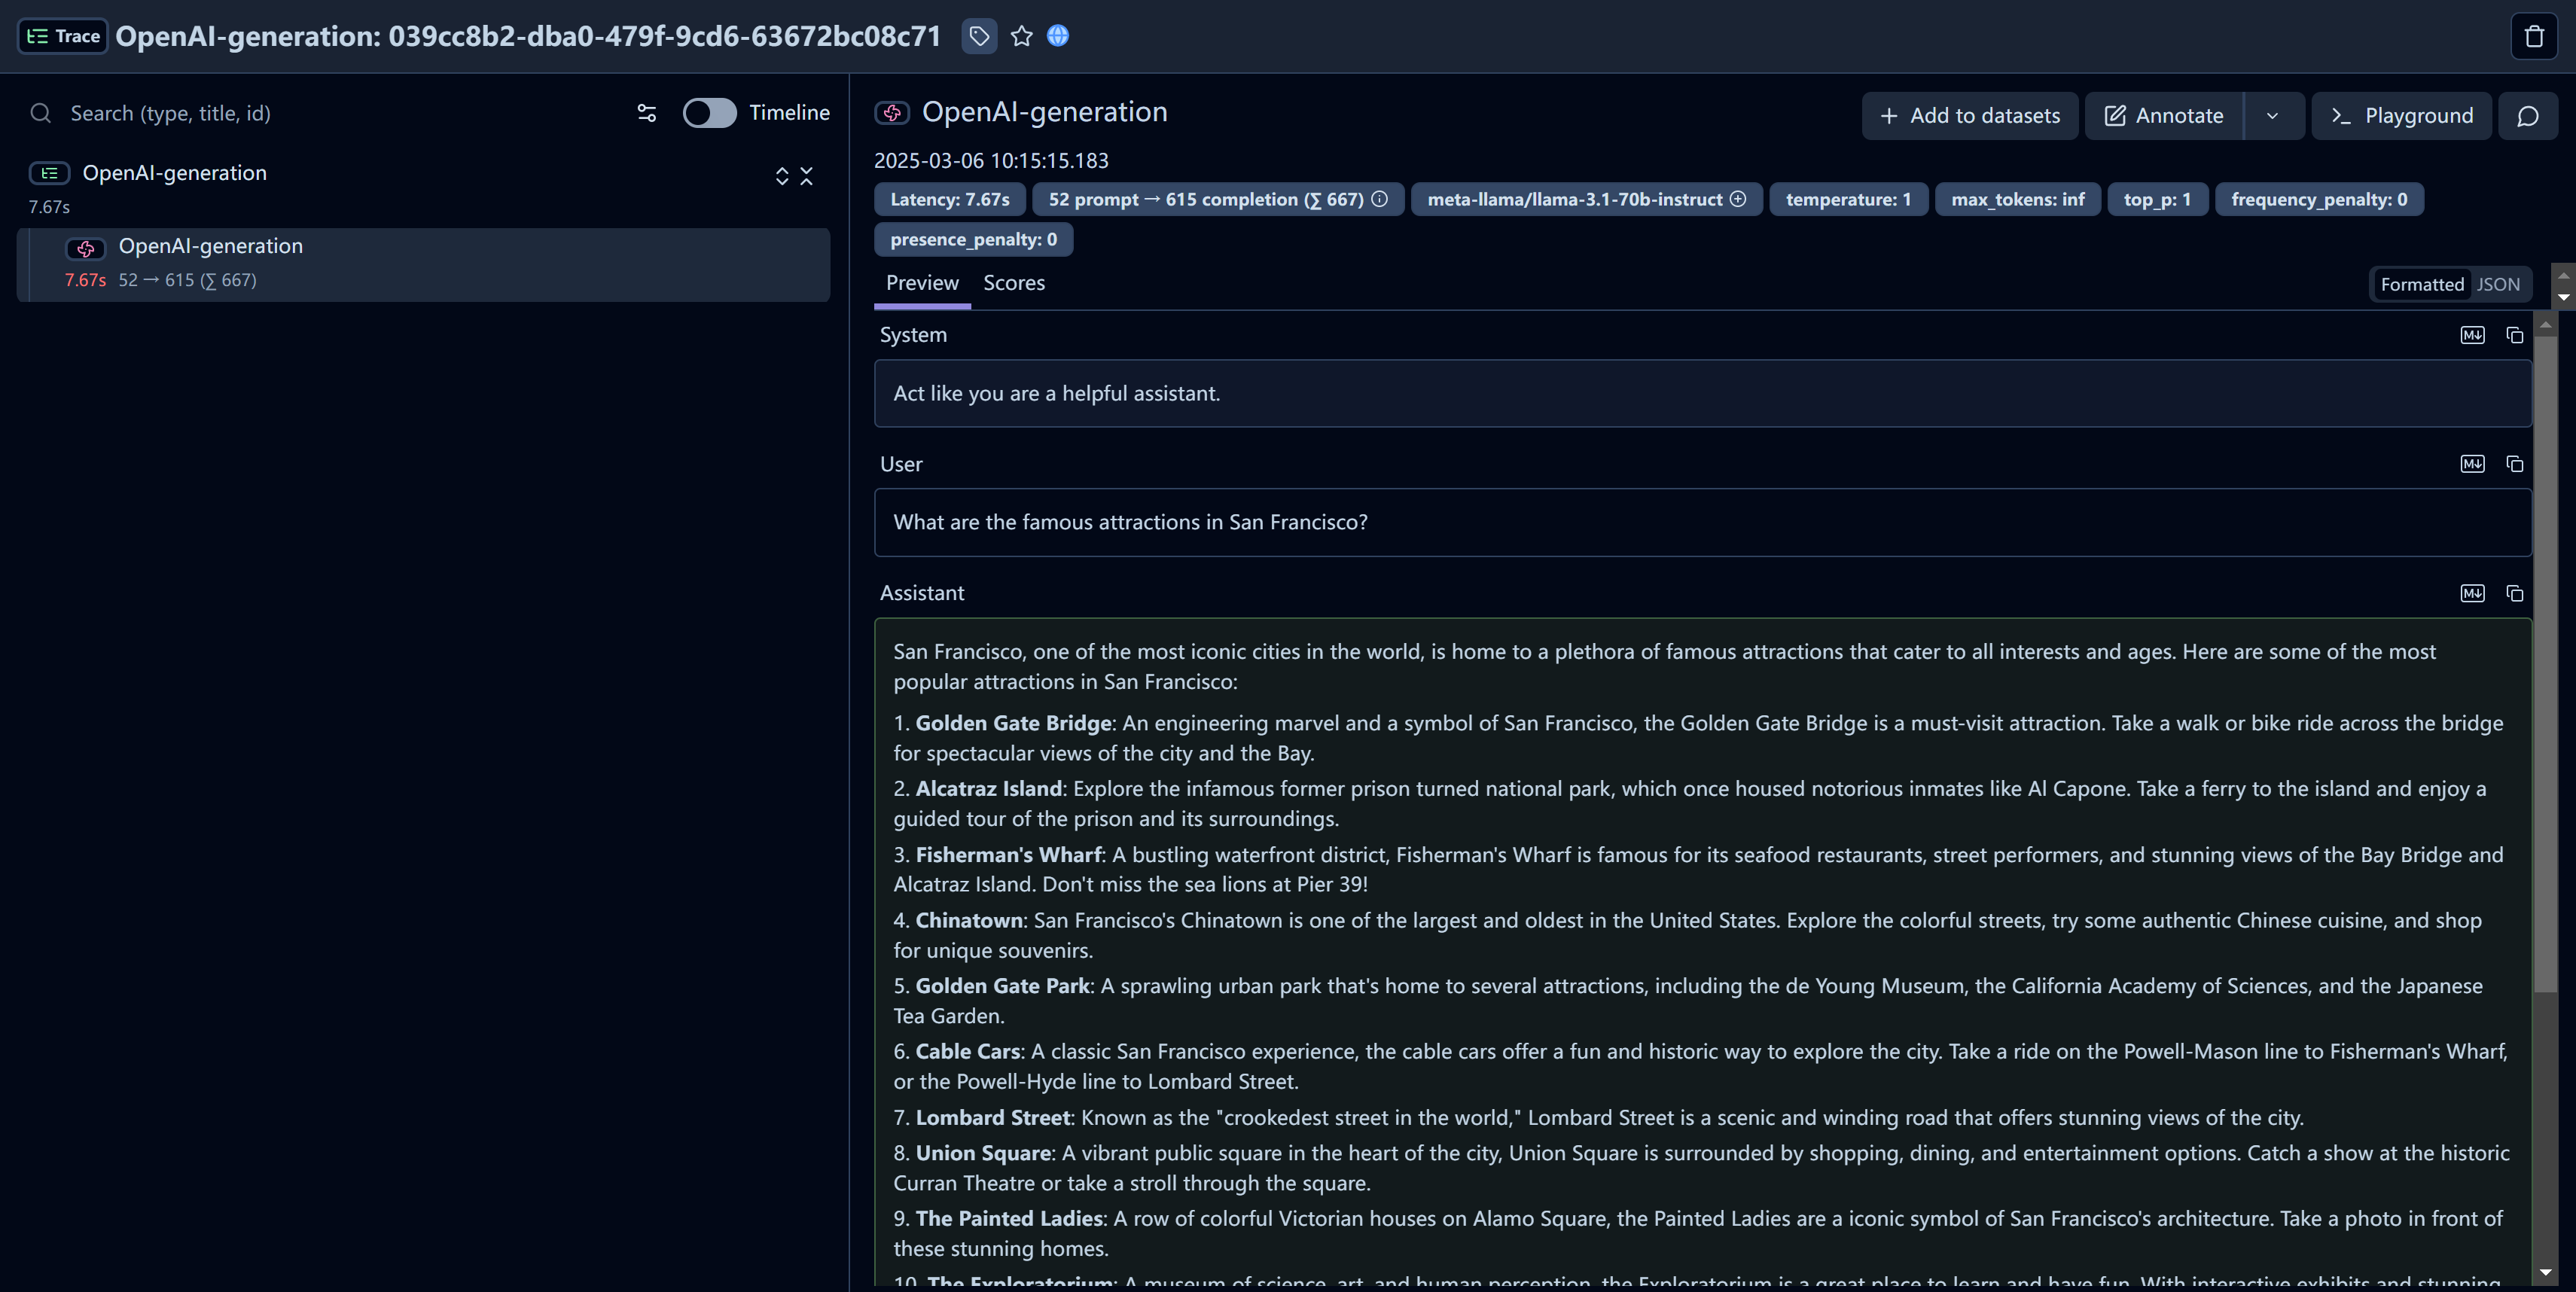 Trace OpenAI-generation: 039cc8b2-dba0-479f-9cd6-63672bc08c71
Search (type, title, id)
Timeline
OpenAI-generation
7.67s
OpenAI-generation
7.67s 52 → 615 (∑ 667)
OpenAI-generation
Add to datasets
Annotate
Playground
2025-03-06 10:15:15.183
Latency: 7.67s
52 prompt → 615 completion (∑ 667)
meta-llama/llama-3.1-70b-instruct
temperature: 1
max_tokens: inf
top_p: 1
frequency_penalty: 0
presence_penalty: 0
Preview
Scores
Formatted
JSON
System
Act like you are a helpful assistant.
User
What are the famous attractions in San Francisco?
Assistant
San Francisco, one of the most iconic cities in the world, is home to a plethora of famous attractions that cater to all interests and ages. Here are some of the most
popular attractions in San Francisco:
1. Golden Gate Bridge: An engineering marvel and a symbol of San Francisco, the Golden Gate Bridge is a must-visit attraction. Take a walk or bike ride across the bridge
for spectacular views of the city and the Bay.
2. Alcatraz Island: Explore the infamous former prison turned national park, which once housed notorious inmates like Al Capone. Take a ferry to the island and enjoy a
guided tour of the prison and its surroundings.
3. Fisherman's Wharf: A bustling waterfront district, Fisherman's Wharf is famous for its seafood restaurants, street performers, and stunning views of the Bay Bridge and
Alcatraz Island. Don't miss the sea lions at Pier 39!
4. Chinatown: San Francisco's Chinatown is one of the largest and oldest in the United States. Explore the colorful streets, try some authentic Chinese cuisine, and shop
for unique souvenirs.
5. Golden Gate Park: A sprawling urban park that's home to several attractions, including the de Young Museum, the California Academy of Sciences, and the Japanese
Tea Garden.
6. Cable Cars: A classic San Francisco experience, the cable cars offer a fun and historic way to explore the city. Take a ride on the Powell-Mason line to Fisherman's Wharf,
or the Powell-Hyde line to Lombard Street.
7. Lombard Street: Known as the "crookedest street in the world," Lombard Street is a scenic and winding road that offers stunning views of the city.
8. Union Square: A vibrant public square in the heart of the city, Union Square is surrounded by shopping, dining, and entertainment options. Catch a show at the historic
Curran Theatre or take a stroll through the square.
9. The Painted Ladies: A row of colorful Victorian houses on Alamo Square, the Painted Ladies are a iconic symbol of San Francisco's architecture. Take a photo in front of
these stunning homes.
10. The Exploratorium: A museum of science, art, and human perception, the Exploratorium is a great place to learn and have fun. With interactive exhibits and stunning